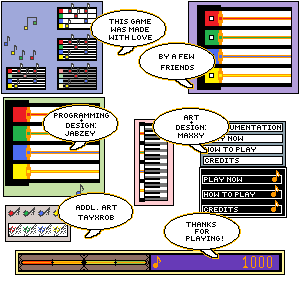 THIS GAME
WAS MADE
WITH LOVE
BY A FEW
FRIENDS
PROGRAMMING
DESIGN:
JABZEY
ART
DESIGN:
MAXXY
UMENTATION
NOW
HOW TO PLAY
CREDITS
PLAY NOW
HOW TO PLAY
CREDITS
ADDL. ART
TAYXROB
THANKS
FOR
PLAYING!
1000